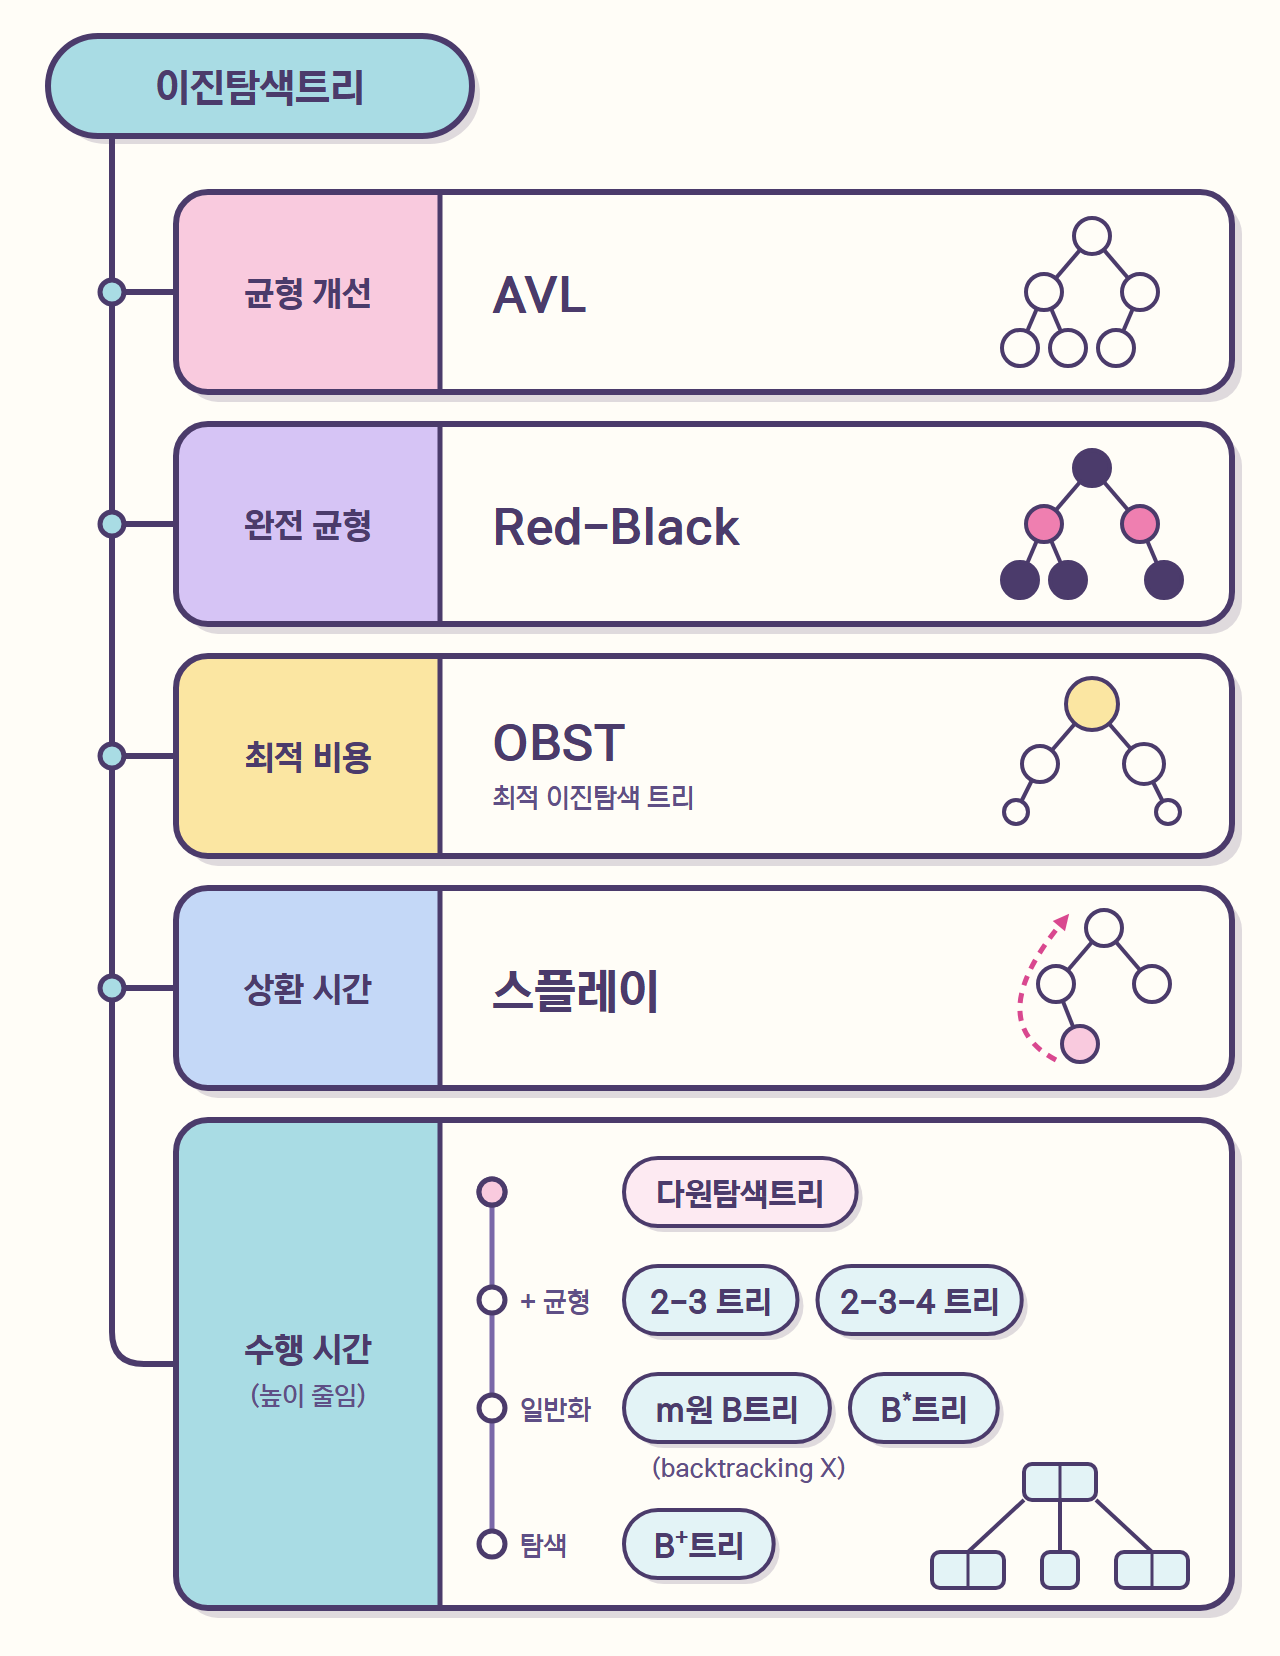 이진탐색트리
균형 개선
AVL
완전 균형
Red-Black
최적 비용
OBST
최적 이진탐색 트리
상환 시간
스플레이
수행 시간
(높이 줄임)
다원탐색트리
+ 균형
2-3 트리
2-3-4 트리
일반화
m원 B트리
B*트리
(backtracking X)
탐색
B+트리